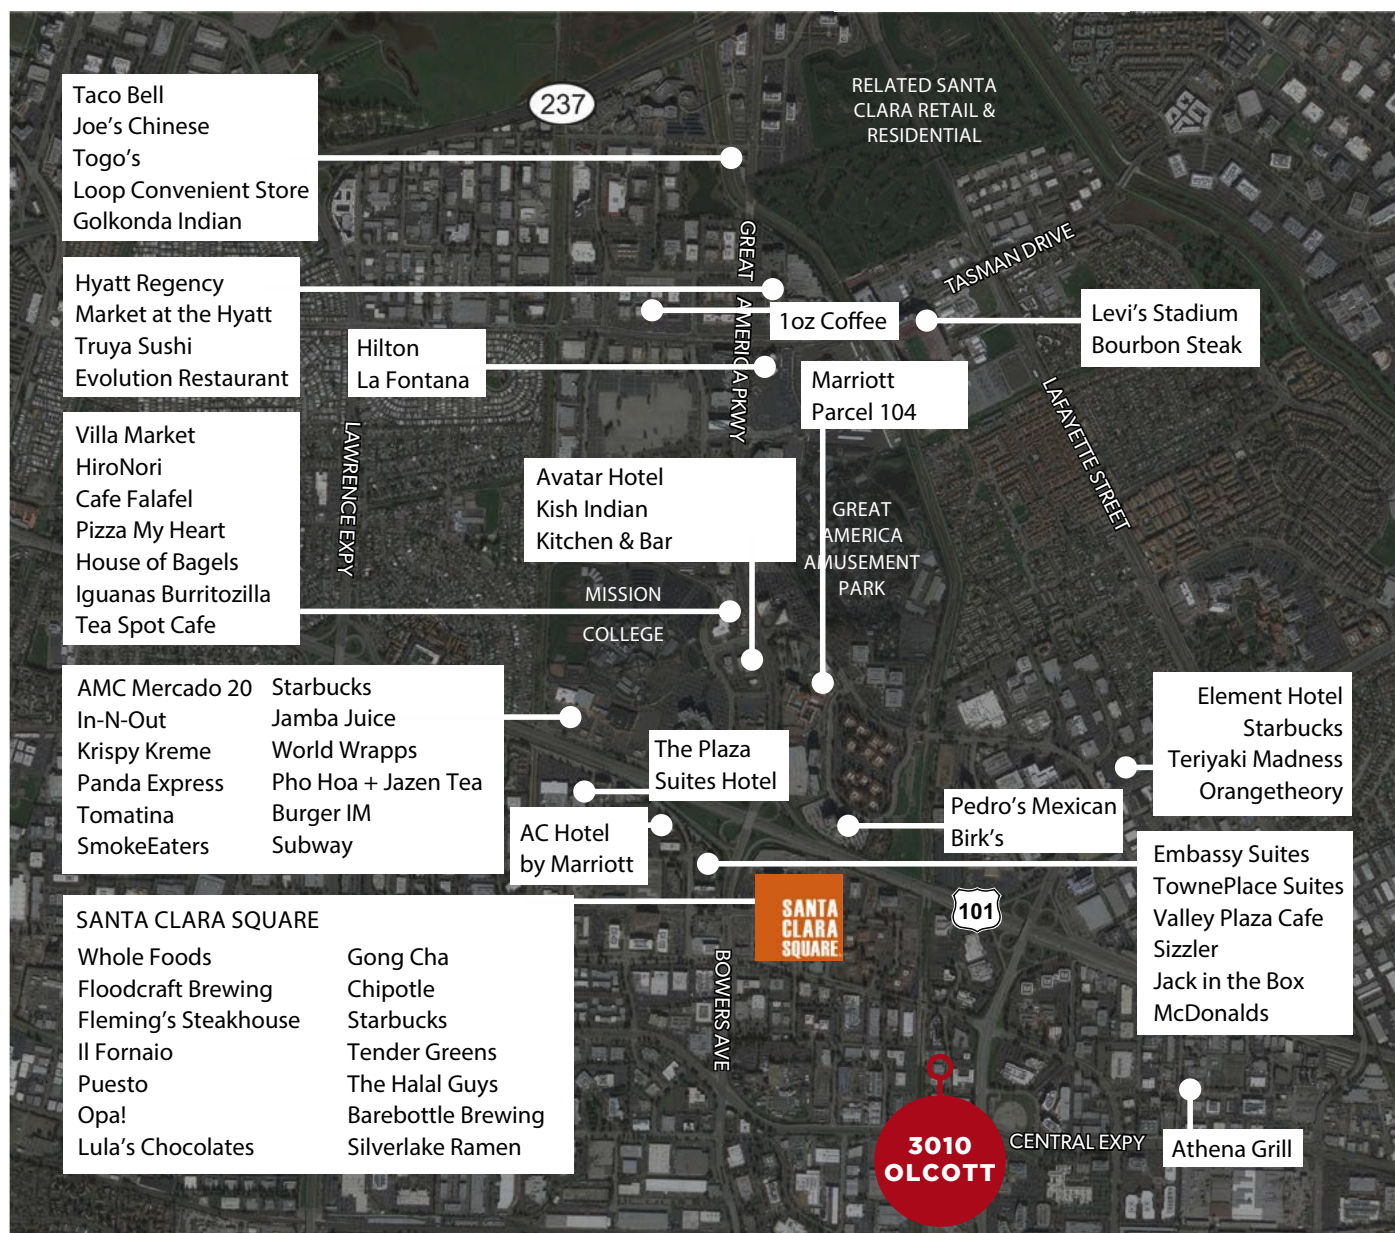 237
RELATED SANTA
CLARA RETAIL &
RESIDENTIAL
Taco Bell
Joe's Chinese
Togo's
Loop Convenient Store
Golkonda Indian
GREAT AMERICA PKWY
TASMAN DRIVE
Hyatt Regency
Market at the Hyatt
Truya Sushi
Evolution Restaurant
1oz Coffee
Levi's Stadium
Bourbon Steak
Hilton
La Fontana
Marriott
Parcel 104
LAFAYETTE STREET
LAWRENCE EXPY
Villa Market
HiroNori
Cafe Falafel
Pizza My Heart
House of Bagels
Iguanas Burritozilla
Tea Spot Cafe
Avatar Hotel
Kish Indian
Kitchen & Bar
GREAT
AMERICA
AMUSEMENT
PARK
MISSION
COLLEGE
AMC Mercado 20
In-N-Out
Krispy Kreme
Panda Express
Tomatina
SmokeEaters
Starbucks
Jamba Juice
World Wrapps
Pho Hoa + Jazen Tea
Burger IM
Subway
The Plaza
Suites Hotel
Element Hotel
Starbucks
Teriyaki Madness
Orangetheory
AC Hotel
by Marriott
Pedro's Mexican
Birk's
Embassy Suites
TownePlace Suites
Valley Plaza Cafe
Sizzler
Jack in the Box
McDonalds
101
SANTA
CLARA
SQUARE
SANTA CLARA SQUARE
Whole Foods
Floodcraft Brewing
Fleming's Steakhouse
Il Fornaio
Puesto
Opa!
Lula's Chocolates
Gong Cha
Chipotle
Starbucks
Tender Greens
The Halal Guys
Barebottle Brewing
Silverlake Ramen
BOWERS AVE
3010
OLCOTT
CENTRAL EXPY
Athena Grill